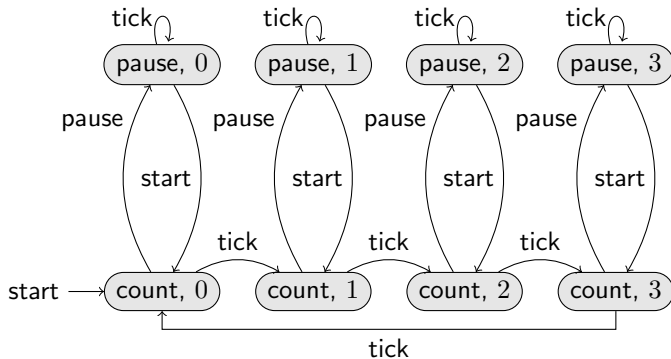 tick tick tick tick
pause, 0 pause, 1 pause, 2 pause, 3
pause pause pause pause
start start start start
tick tick tick
start count, 0 count, 1 count, 2 count, 3
tick